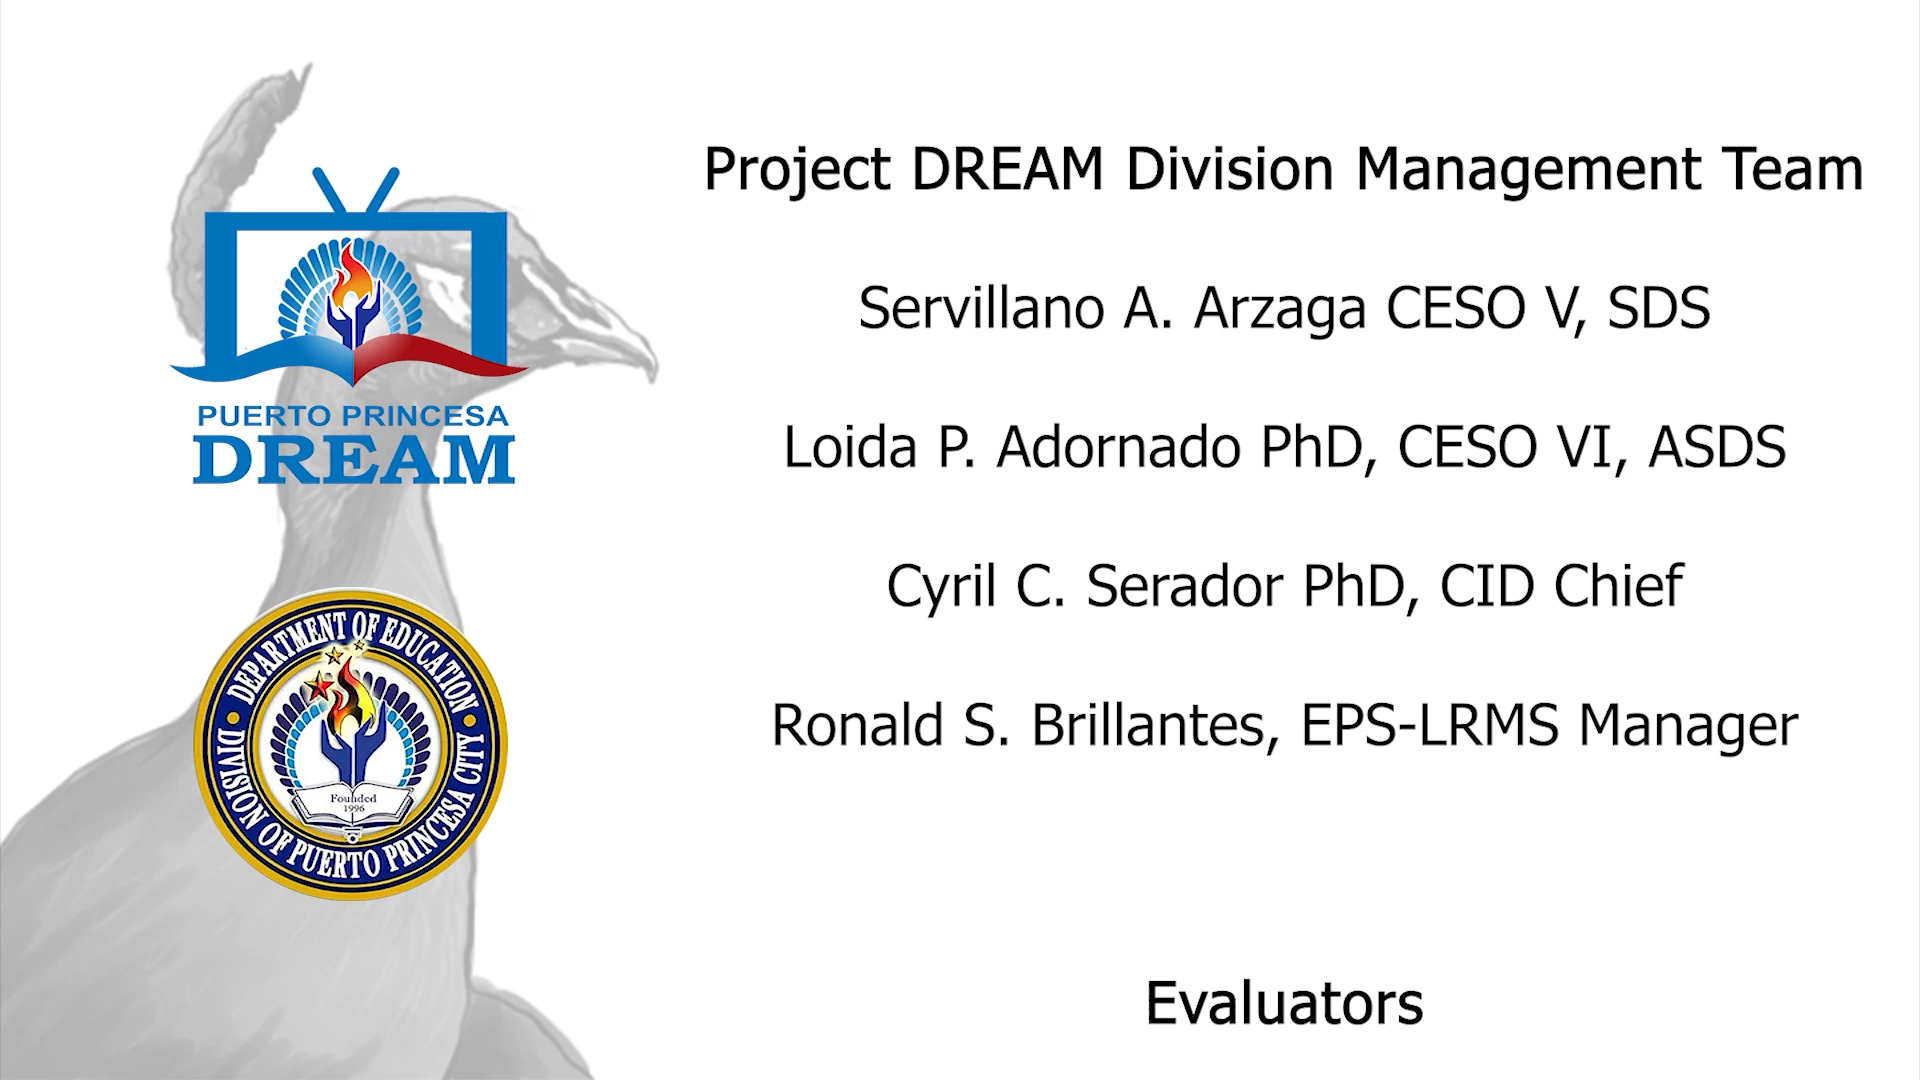 Project DREAM Division Management Team
Servillano A. Arzaga CESO V, SDS
Loida P. Adornado PhD, CESO VI, ASDS
Cyril C. Serador PhD, CID Chief
Ronald S. Brillantes, EPS-LRMS Manager
Evaluators
PUERTO PRINCESA
DREAM
DEPARTMENT OF EDUCATION
DIVISION OF PUERTO PRINCESA CITY
Founded
1996